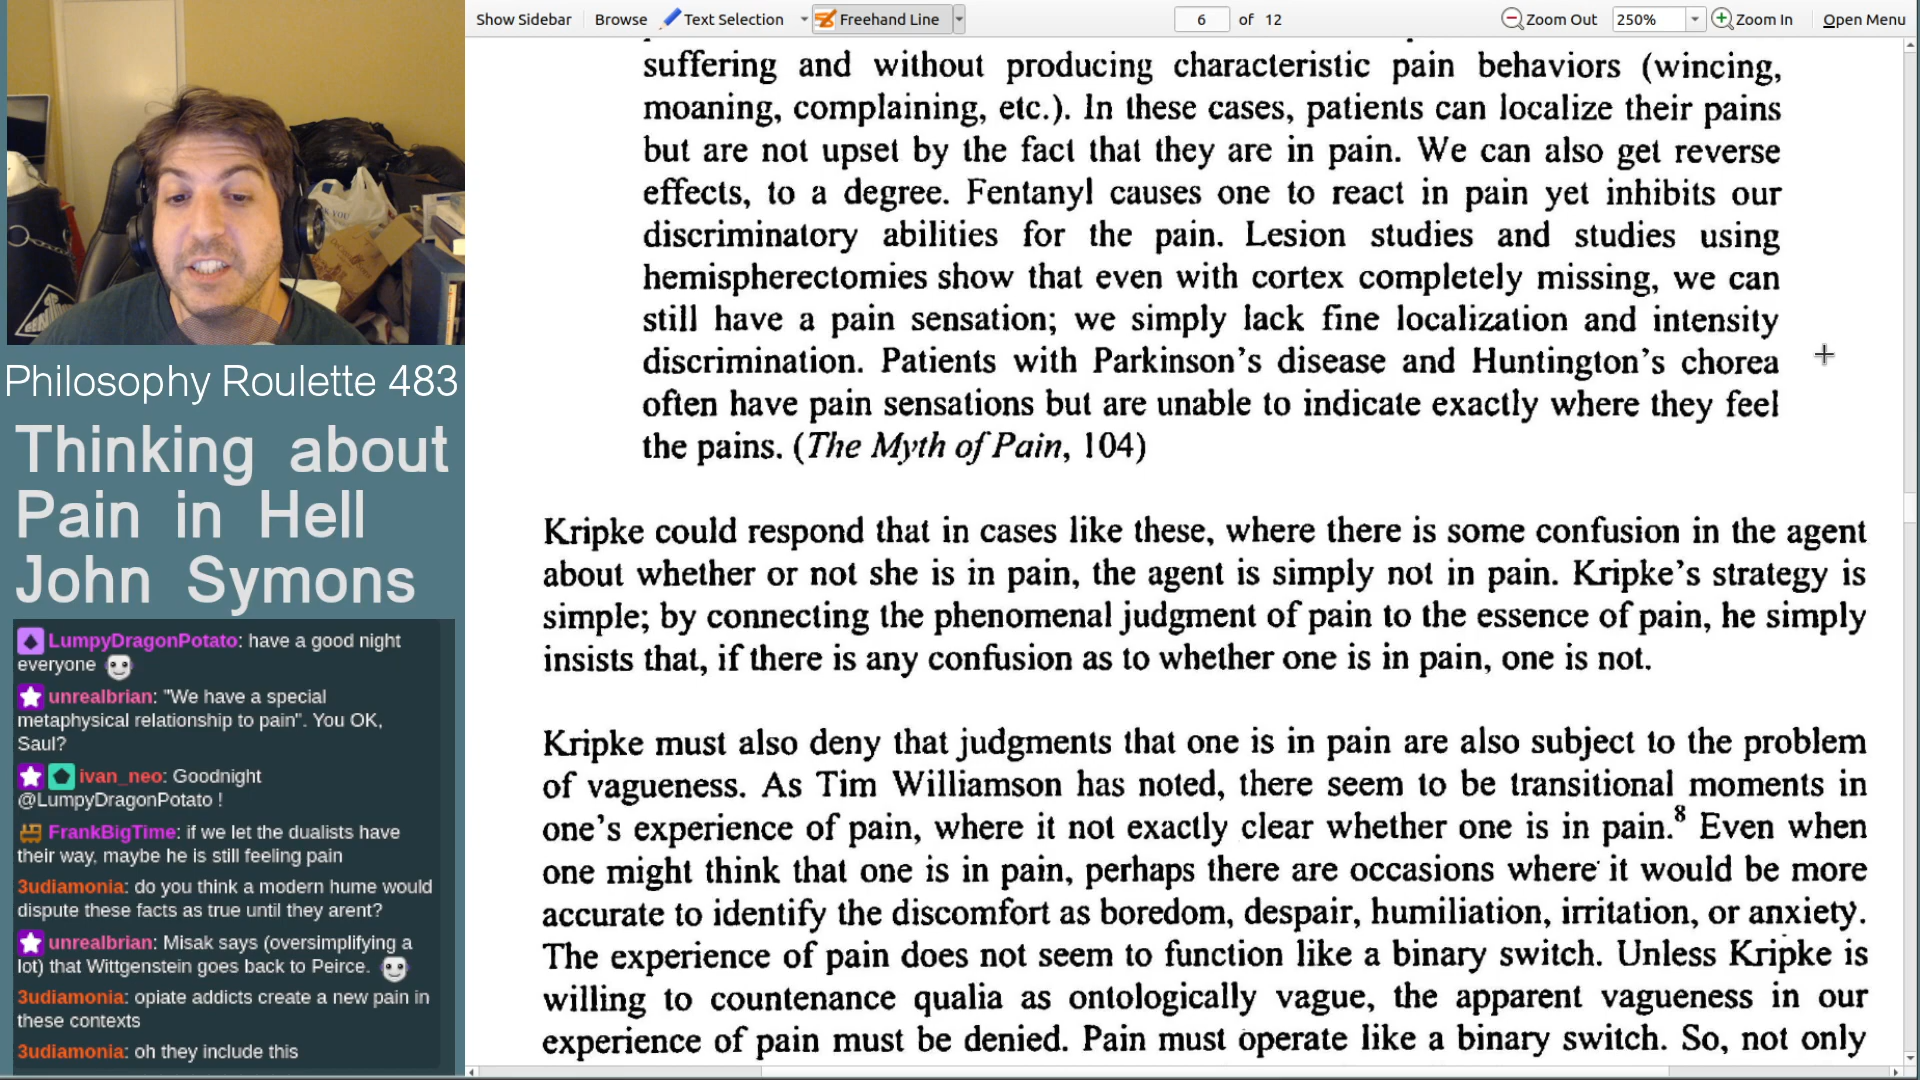 Show Sidebar Browse Text Selection Freehand Line 6 of 12 Zoom Out 250% Zoom In Open Menu
suffering and without producing characteristic pain behaviors (wincing,
moaning, complaining, etc.). In these cases, patients can localize their pains
but are not upset by the fact that they are in pain. We can also get reverse
effects, to a degree. Fentanyl causes one to react in pain yet inhibits our
discriminatory abilities for the pain. Lesion studies and studies using
hemispherectomies show that even with cortex completely missing, we can
still have a pain sensation; we simply lack fine localization and intensity
discrimination. Patients with Parkinson's disease and Huntington's chorea
often have pain sensations but are unable to indicate exactly where they feel
the pains. (The Myth of Pain, 104)
Kripke could respond that in cases like these, where there is some confusion in the agent
about whether or not she is in pain, the agent is simply not in pain. Kripke's strategy is
simple; by connecting the phenomenal judgment of pain to the essence of pain, he simply
insists that, if there is any confusion as to whether one is in pain, one is not.
Kripke must also deny that judgments that one is in pain are also subject to the problem
of vagueness. As Tim Williamson has noted, there seem to be transitional moments in
one's experience of pain, where it not exactly clear whether one is in pain.8 Even when
one might think that one is in pain, perhaps there are occasions where it would be more
accurate to identify the discomfort as boredom, despair, humiliation, irritation, or anxiety.
The experience of pain does not seem to function like a binary switch. Unless Kripke is
willing to countenance qualia as ontologically vague, the apparent vagueness in our
experience of pain must be denied. Pain must operate like a binary switch. So, not only
Philosophy Roulette 483
Thinking about
Pain in Hell
John Symons
LumpyDragonPotato: have a good night
everyone
unrealbrian: "We have a special
metaphysical relationship to pain". You OK,
Saul?
ivan_neo: Goodnight
@LumpyDragonPotato !
FrankBigTime: if we let the dualists have
their way, maybe he is still feeling pain
3udiamonia: do you think a modern hume would
dispute these facts as true until they arent?
unrealbrian: Misak says (oversimplifying a
lot) that Wittgenstein goes back to Peirce.
3udiamonia: opiate addicts create a new pain in
these contexts
3udiamonia: oh they include this